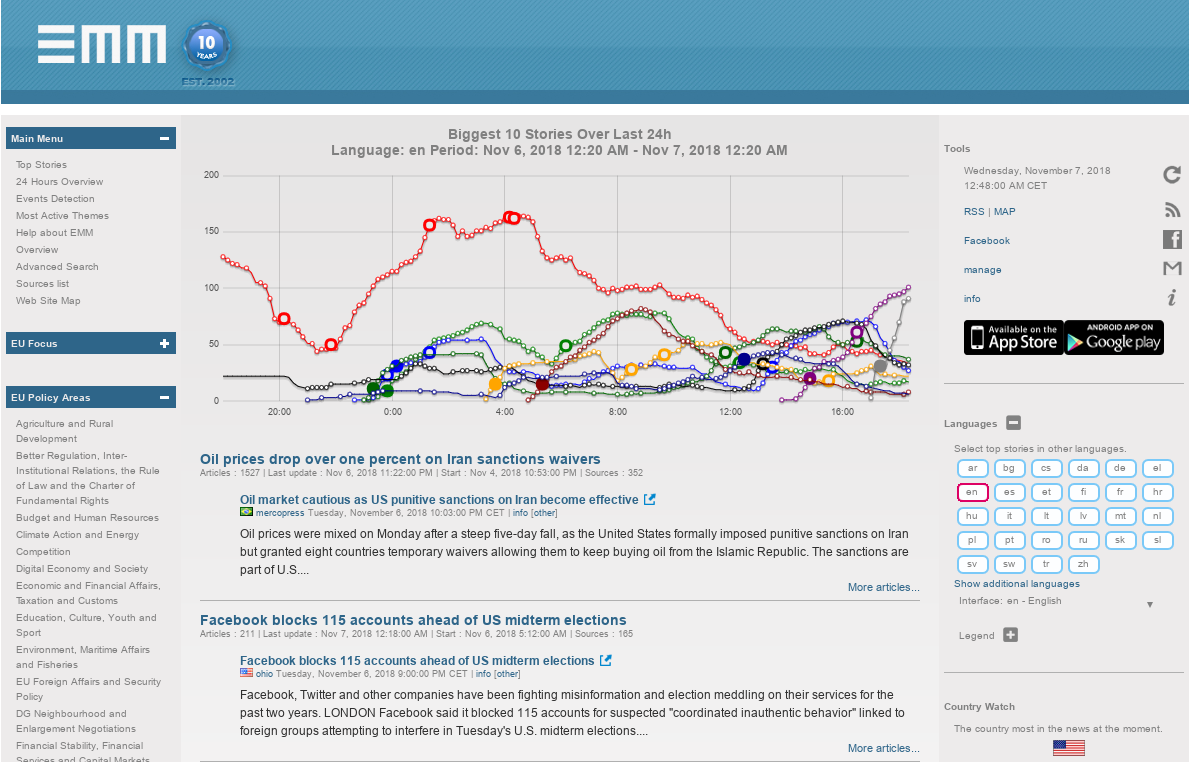 EMM
10
YEARS
EST. 2002
Main Menu
Top Stories
24 Hours Overview
Events Detection
Most Active Themes
Help about EMM
Overview
Advanced Search
Sources list
Web Site Map
EU Focus
EU Policy Areas
Agriculture and Rural
Development
Better Regulation, Inter-
Institutional Relations, the Rule
of Law and the Charter of
Fundamental Rights
Budget and Human Resources
Climate Action and Energy
Competition
Digital Economy and Society
Economic and Financial Affairs,
Taxation and Customs
Education, Culture, Youth and
Sport
Environment, Maritime Affairs
and Fisheries
EU Foreign Affairs and Security
Policy
DG Neighbourhood and
Enlargement Negotiations
Financial Stability, Financial
Services and Capital Markets
Biggest 10 Stories Over Last 24h
Language: en Period: Nov 6, 2018 12:20 AM - Nov 7, 2018 12:20 AM
200
150
100
50
0
20:00 0:00 4:00 8:00 12:00 16:00
Oil prices drop over one percent on Iran sanctions waivers
Articles : 1527 | Last update : Nov 6, 2018 11:22:00 PM | Start : Nov 4, 2018 10:53:00 PM | Sources : 352
Oil market cautious as US punitive sanctions on Iran become effective
mercopress Tuesday, November 6, 2018 10:03:00 PM CET | info [other]
Oil prices were mixed on Monday after a steep five-day fall, as the United States formally imposed punitive sanctions on Iran
but granted eight countries temporary waivers allowing them to keep buying oil from the Islamic Republic. The sanctions are
part of U.S....
More articles...
Facebook blocks 115 accounts ahead of US midterm elections
Articles : 211 | Last update : Nov 7, 2018 12:18:00 AM | Start : Nov 6, 2018 5:12:00 AM | Sources : 165
Facebook blocks 115 accounts ahead of US midterm elections
ohio Tuesday, November 6, 2018 9:00:00 PM CET | info [other]
Facebook, Twitter and other companies have been fighting misinformation and election meddling on their services for the
past two years. LONDON Facebook said it blocked 115 accounts for suspected "coordinated inauthentic behavior" linked to
foreign groups attempting to interfere in Tuesday's U.S. midterm elections....
More articles...
Tools
Wednesday, November 7, 2018
12:48:00 AM CET
RSS | MAP
Facebook
manage
info
Available on the
App Store
ANDROID APP ON
Google play
Languages
Select top stories in other languages.
ar bg cs da de el
en es et fi fr hr
hu it lt lv mt nl
pl pt ro ru sk sl
sv sw tr zh
Show additional languages
Interface: en - English
Legend
Country Watch
The country most in the news at the moment.